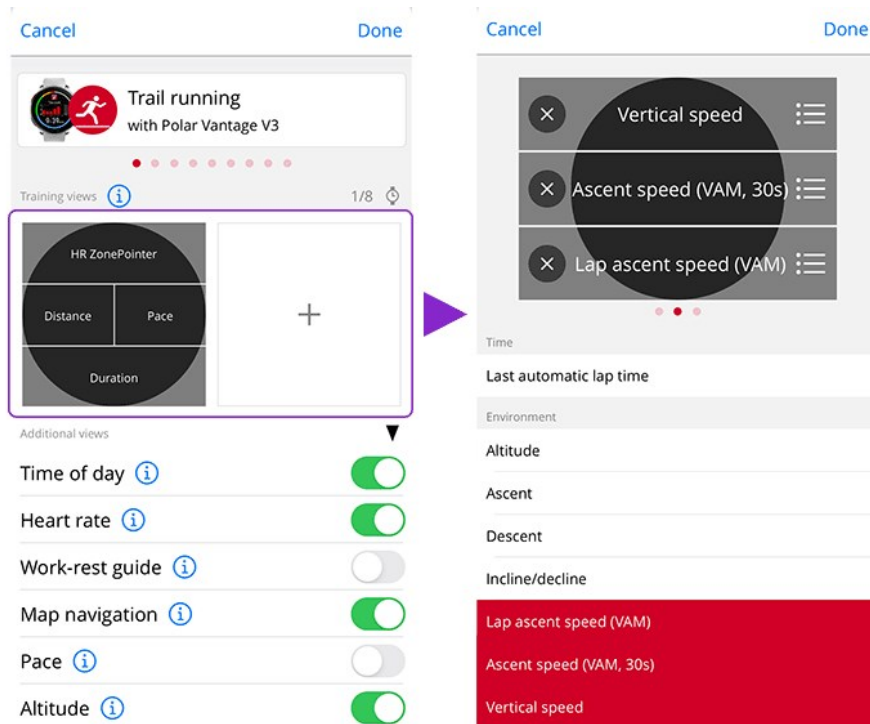 Cancel
Done
Trail running
with Polar Vantage V3
Training views
1/8
HR ZonePointer
Distance
Pace
Duration
Additional views
Time of day
Heart rate
Work-rest guide
Map navigation
Pace
Altitude
Cancel
Done
Vertical speed
Ascent speed (VAM, 30s)
Lap ascent speed (VAM)
Time
Last automatic lap time
Environment
Altitude
Ascent
Descent
Incline/decline
Lap ascent speed (VAM)
Ascent speed (VAM, 30s)
Vertical speed